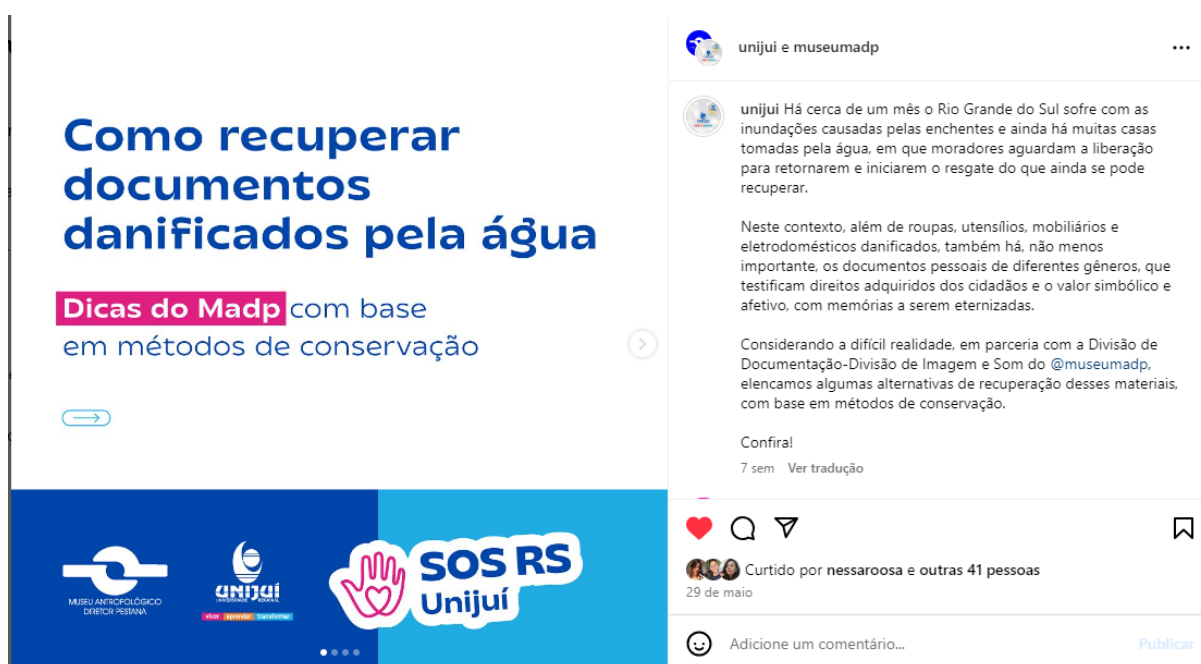 Como recuperar
documentos
danificados pela água
Dicas do Madp com base
em métodos de conservação
MUSEU ANTROPOLÓGICO
DIRETOR PESTANA
UNIJUÍ
UNIVERSIDADE REGIONAL
viver aprender transformar
SOS RS
Unijuí
unijui e museumadp
unijui Há cerca de um mês o Rio Grande do Sul sofre com as
inundações causadas pelas enchentes e ainda há muitas casas
tomadas pela água, em que moradores aguardam a liberação
para retornarem e iniciarem o resgate do que ainda se pode
recuperar.
Neste contexto, além de roupas, utensílios, mobiliários e
eletrodomésticos danificados, também há, não menos
importante, os documentos pessoais de diferentes gêneros, que
testificam direitos adquiridos dos cidadãos e o valor simbólico e
afetivo, com memórias a serem eternizadas.
Considerando a difícil realidade, em parceria com a Divisão de
Documentação-Divisão de Imagem e Som do @museumadp,
elencamos algumas alternativas de recuperação desses materiais,
com base em métodos de conservação.
Confira!
7 sem Ver tradução
Curtido por nessaroosa e outras 41 pessoas
29 de maio
Adicione um comentário...
Publicar